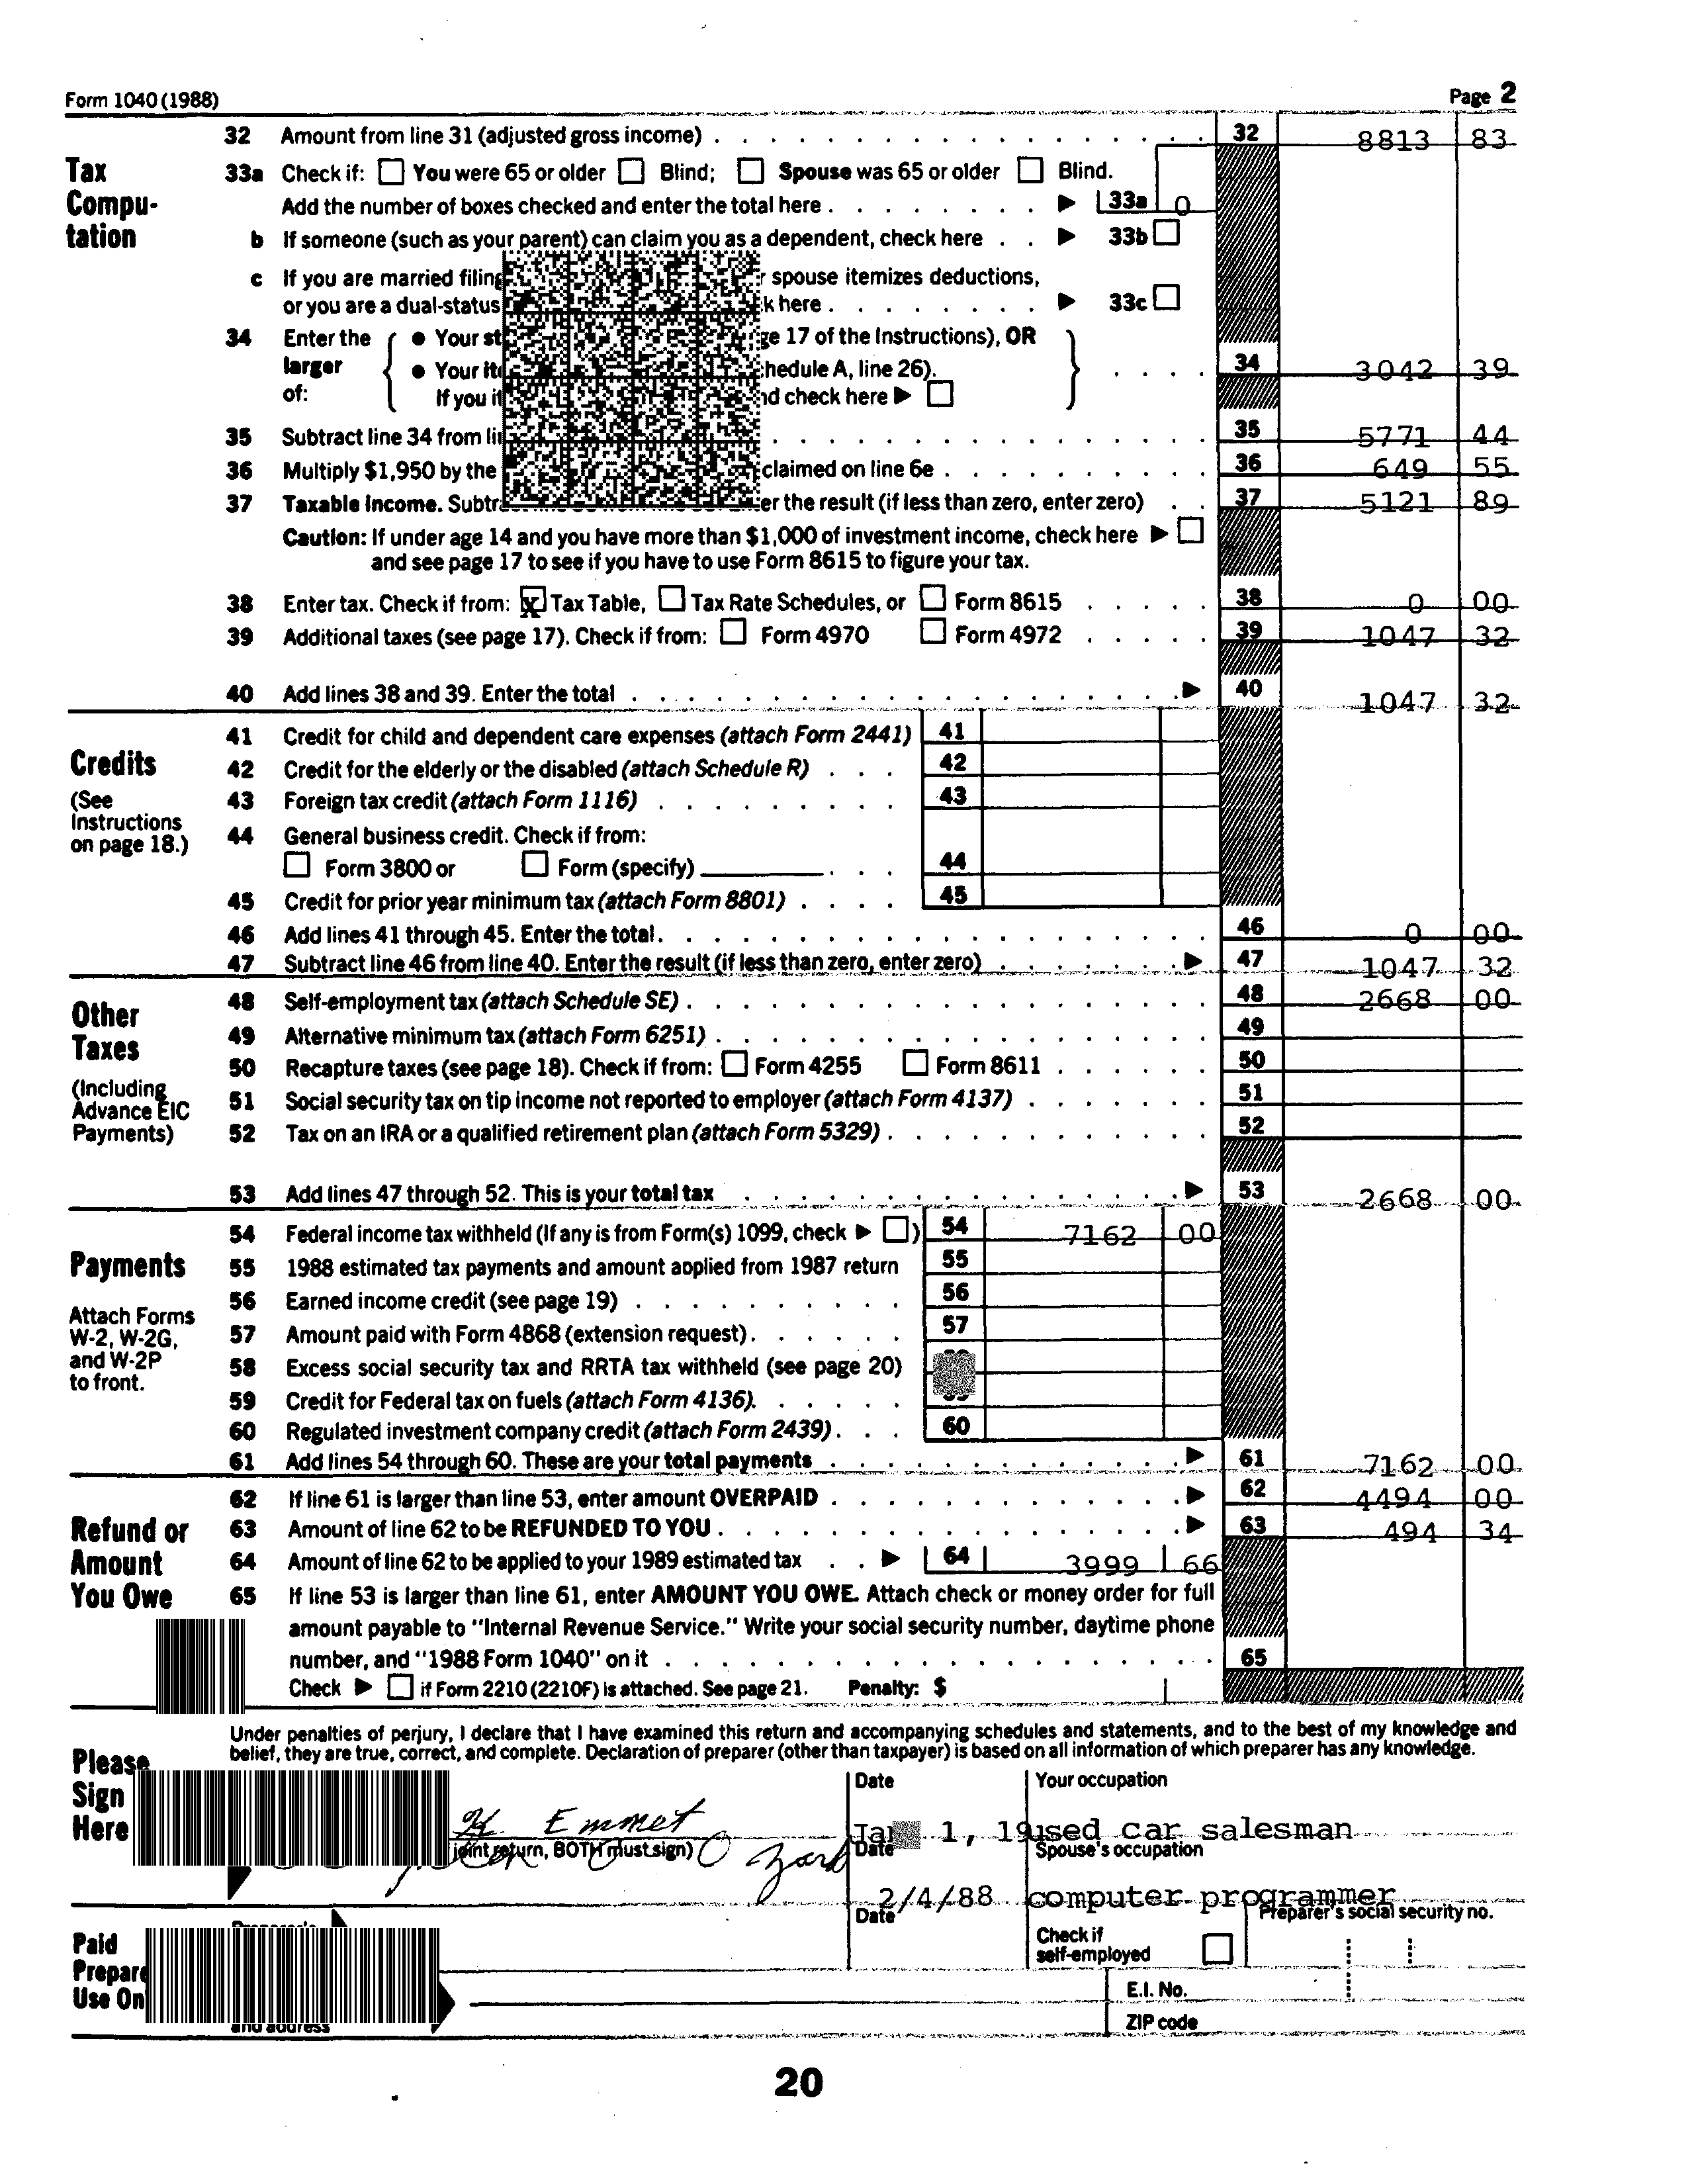 Form 1040 (1988) Page 2
32 Amount from line 31 (adjusted gross income) 32 8813 83
Tax Compu-tation
33a Check if: You were 65 or older Blind; Spouse was 65 or older Blind.
Add the number of boxes checked and enter the total here 33a 0
b If someone (such as your parent) can claim you as a dependent, check here 33b
c If you are married filing spouse itemizes deductions,
or you are a dual-status here 33c
34 Enter the larger of:
Your 17 of the Instructions), OR
Your A, line 26).
If you check here
34 3042 39
35 Subtract line 34 from 35 5771 44
36 Multiply $1,950 by the claimed on line 6e 36 649 55
37 Taxable Income. the result (if less than zero, enter zero) 37 5121 89
Caution: If under age 14 and you have more than $1,000 of investment income, check here
and see page 17 to see if you have to use Form 8615 to figure your tax.
38 Enter tax. Check if from: X Tax Table, Tax Rate Schedules, or Form 8615 38 0 00
39 Additional taxes (see page 17). Check if from: Form 4970 Form 4972 39 1047 32
40 Add lines 38 and 39. Enter the total 40 1047 32
Credits
(See Instructions on page 18.)
41 Credit for child and dependent care expenses (attach Form 2441) 41
42 Credit for the elderly or the disabled (attach Schedule R) 42
43 Foreign tax credit (attach Form 1116) 43
44 General business credit. Check if from:
Form 3800 or Form (specify) 44
45 Credit for prior year minimum tax (attach Form 8801) 45
46 Add lines 41 through 45. Enter the total. 46 0 00
47 Subtract line 46 from line 40. Enter the result (if less than zero, enter zero) 47 1047 32
Other Taxes
(Including Advance EIC Payments)
48 Self-employment tax (attach Schedule SE) 48 2668 00
49 Alternative minimum tax (attach Form 6251) 49
50 Recapture taxes (see page 18). Check if from: Form 4255 Form 8611 50
51 Social security tax on tip income not reported to employer (attach Form 4137) 51
52 Tax on an IRA or a qualified retirement plan (attach Form 5329) 52
53 Add lines 47 through 52. This is your total tax 53 2668 00
Payments
Attach Forms W-2, W-2G, and W-2P to front.
54 Federal income tax withheld (If any is from Form(s) 1099, check ) 54 7162 00
55 1988 estimated tax payments and amount applied from 1987 return 55
56 Earned income credit (see page 19) 56
57 Amount paid with Form 4868 (extension request) 57
58 Excess social security tax and RRTA tax withheld (see page 20)
59 Credit for Federal tax on fuels (attach Form 4136).
60 Regulated investment company credit (attach Form 2439) 60
61 Add lines 54 through 60. These are your total payments 61 7162 00
Refund or Amount You Owe
62 If line 61 is larger than line 53, enter amount OVERPAID 62 4494 00
63 Amount of line 62 to be REFUNDED TO YOU 63 494 34
64 Amount of line 62 to be applied to your 1989 estimated tax 64 3999 66
65 If line 53 is larger than line 61, enter AMOUNT YOU OWE. Attach check or money order for full
amount payable to "Internal Revenue Service." Write your social security number, daytime phone
number, and "1988 Form 1040" on it 65
Check if Form 2210 (2210F) is attached. See page 21. Penalty: $
Under penalties of perjury, I declare that I have examined this return and accompanying schedules and statements, and to the best of my knowledge and
belief, they are true, correct, and complete. Declaration of preparer (other than taxpayer) is based on all information of which preparer has any knowledge.
Please Sign Here
Date Your occupation
Emmet 1, used car salesman
joint return, BOTH must sign) Date Spouse's occupation
2/4/88 computer programmer
Paid
Date Check if self-employed Preparer's social security no.
Use
E.I. No.
and address ZIP code
20